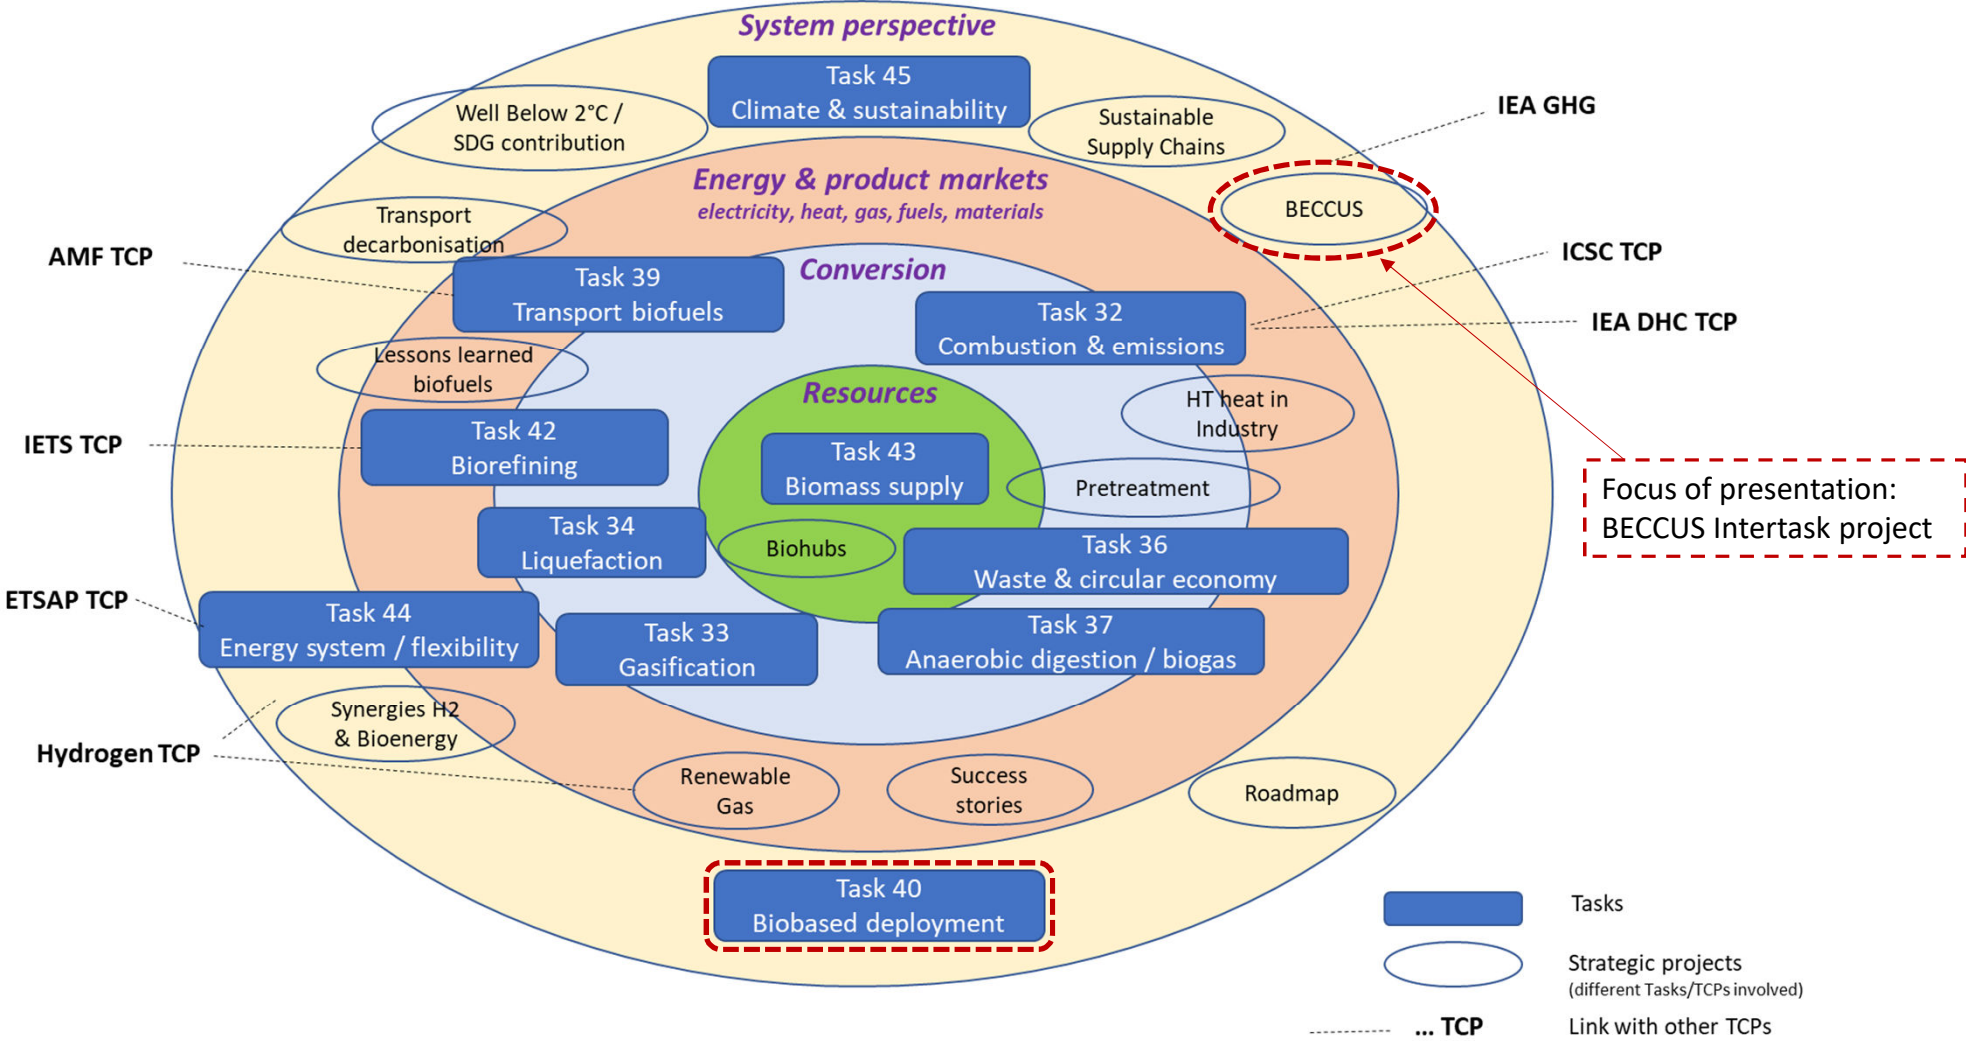 System perspective
Task 45
Climate & sustainability
Well Below 2°C /
SDG contribution
Sustainable
Supply Chains
IEA GHG
BECCUS
Energy & product markets
electricity, heat, gas, fuels, materials
Transport
decarbonisation
AMF TCP
ICSC TCP
Conversion
Task 39
Transport biofuels
Task 32
Combustion & emissions
IEA DHC TCP
Lessons learned
biofuels
Resources
HT heat in
Industry
IETS TCP
Task 42
Biorefining
Task 43
Biomass supply
Pretreatment
Focus of presentation:
BECCUS Intertask project
Task 34
Liquefaction
Biohubs
Task 36
Waste & circular economy
ETSAP TCP
Task 44
Energy system / flexibility
Task 33
Gasification
Task 37
Anaerobic digestion / biogas
Synergies H2
& Bioenergy
Hydrogen TCP
Renewable
Gas
Success
stories
Roadmap
Task 40
Biobased deployment
Tasks
Strategic projects
(different Tasks/TCPs involved)
... TCP
Link with other TCPs